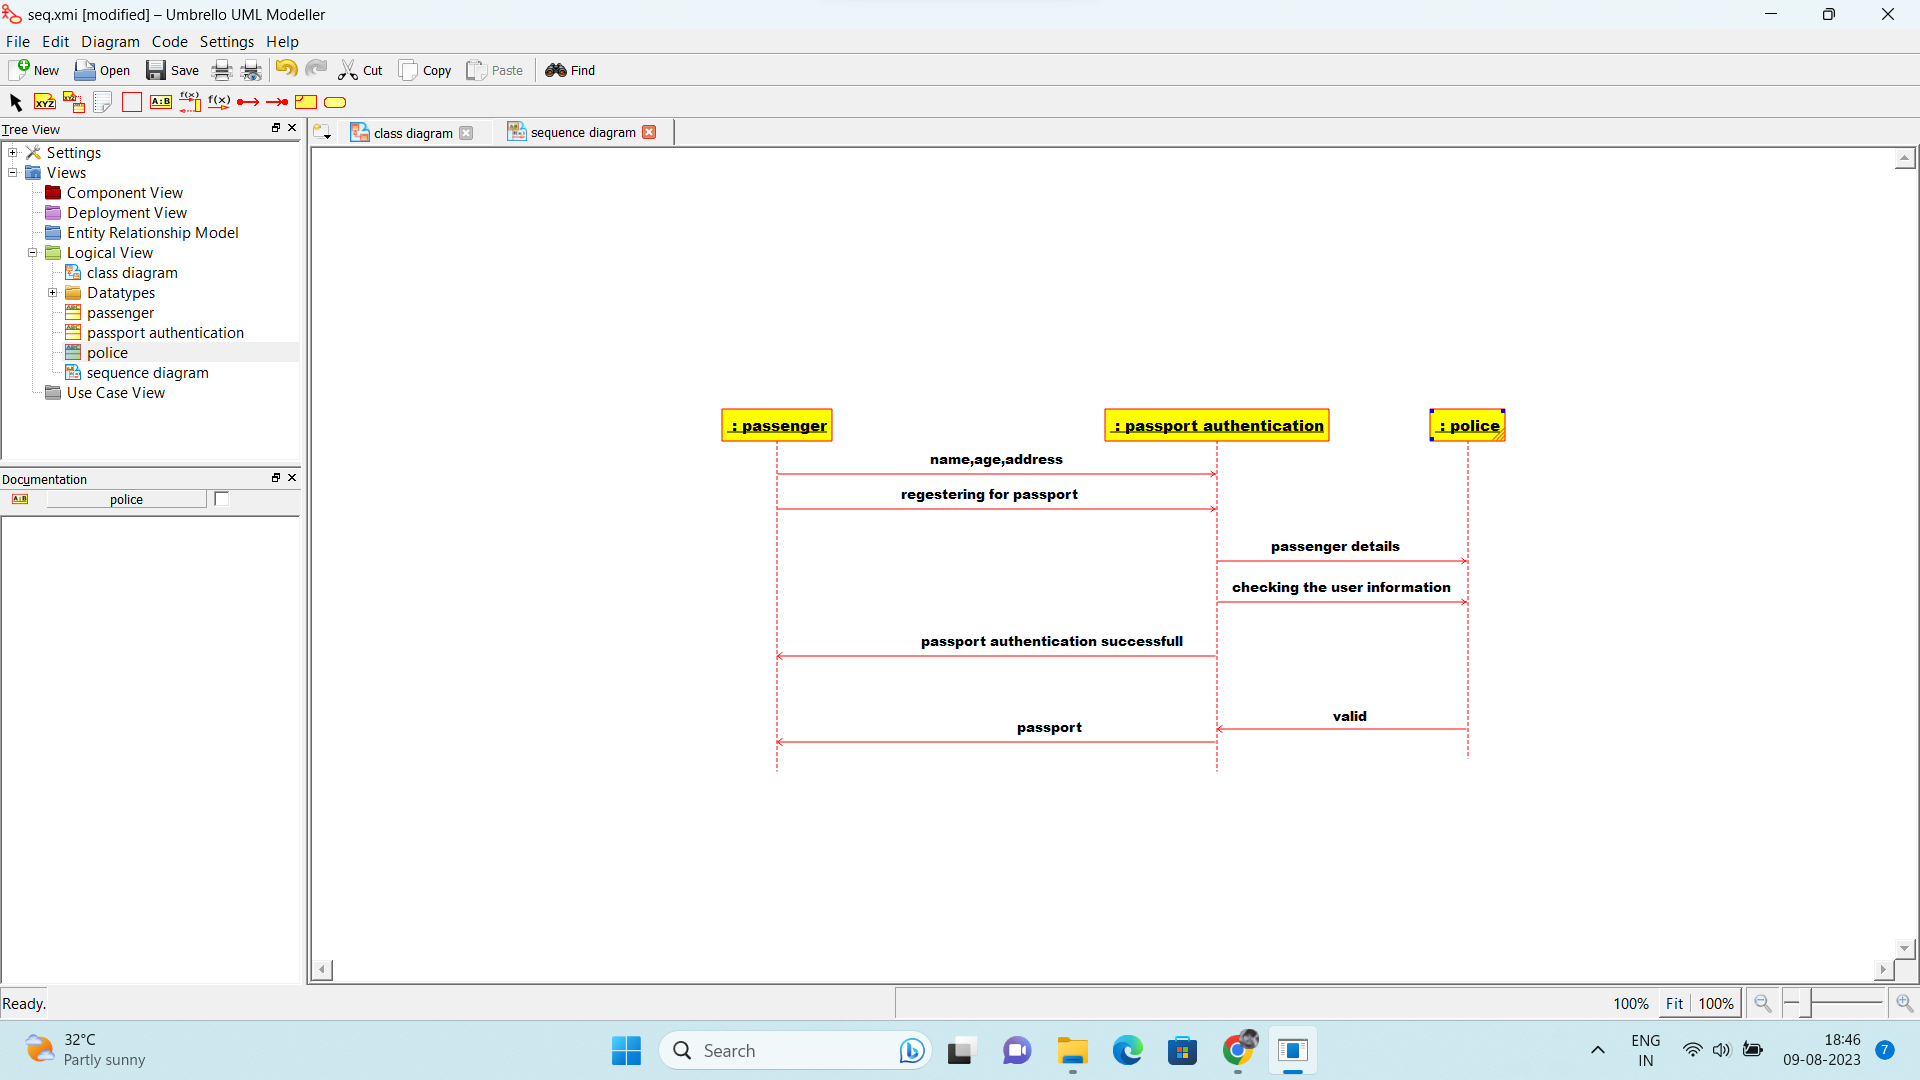 seq.xmi [modified] – Umbrello UML Modeller
File Edit Diagram Code Settings Help
New Open Save Cut Copy Paste Find
XYZ XYZ A:B f(x) f(x)
Tree View
class diagram
sequence diagram
Settings
Views
Component View
Deployment View
Entity Relationship Model
Logical View
class diagram
Datatypes
passenger
passport authentication
police
sequence diagram
Use Case View
Documentation
A:B police
: passenger
: passport authentication
: police
name,age,address
regestering for passport
passenger details
checking the user information
passport authentication successfull
valid
passport
Ready.
100% Fit 100%
32°C
Partly sunny
Search
ENG
IN
18:46
09-08-2023
7